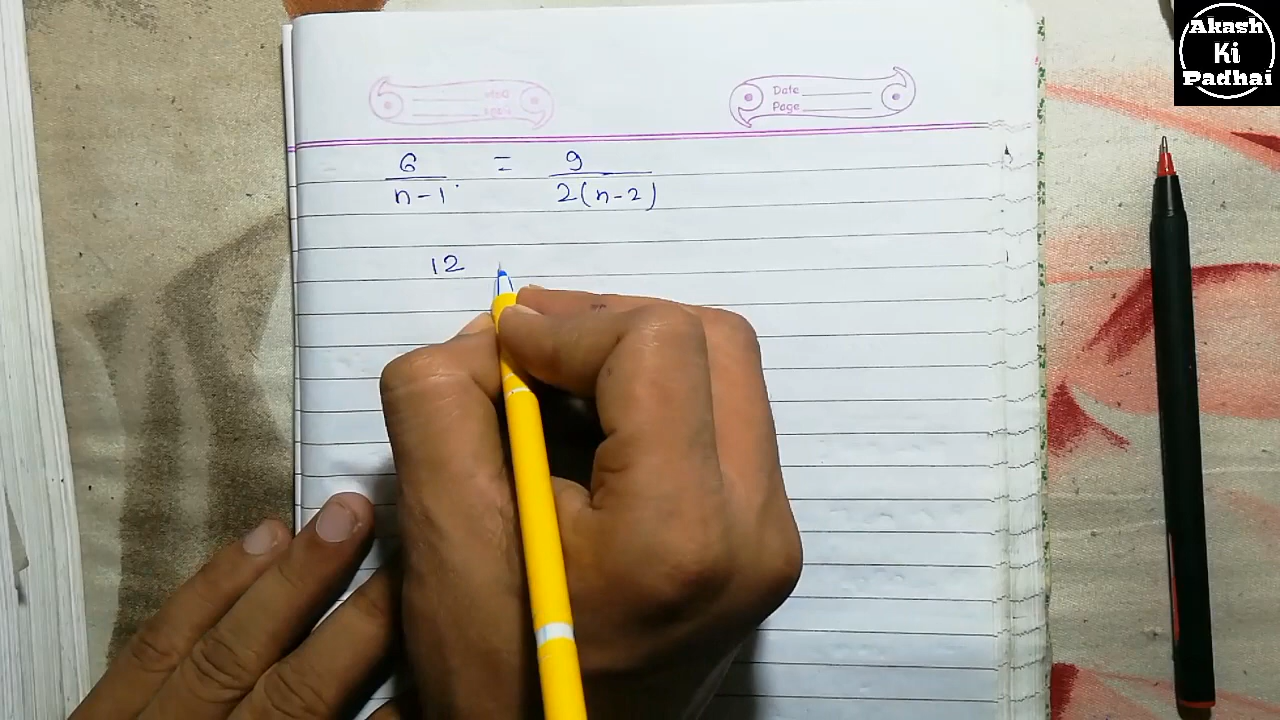 Akash
Ki
Padhai
Date
Page
6/(n-1) = 9/(2(n-2))
12